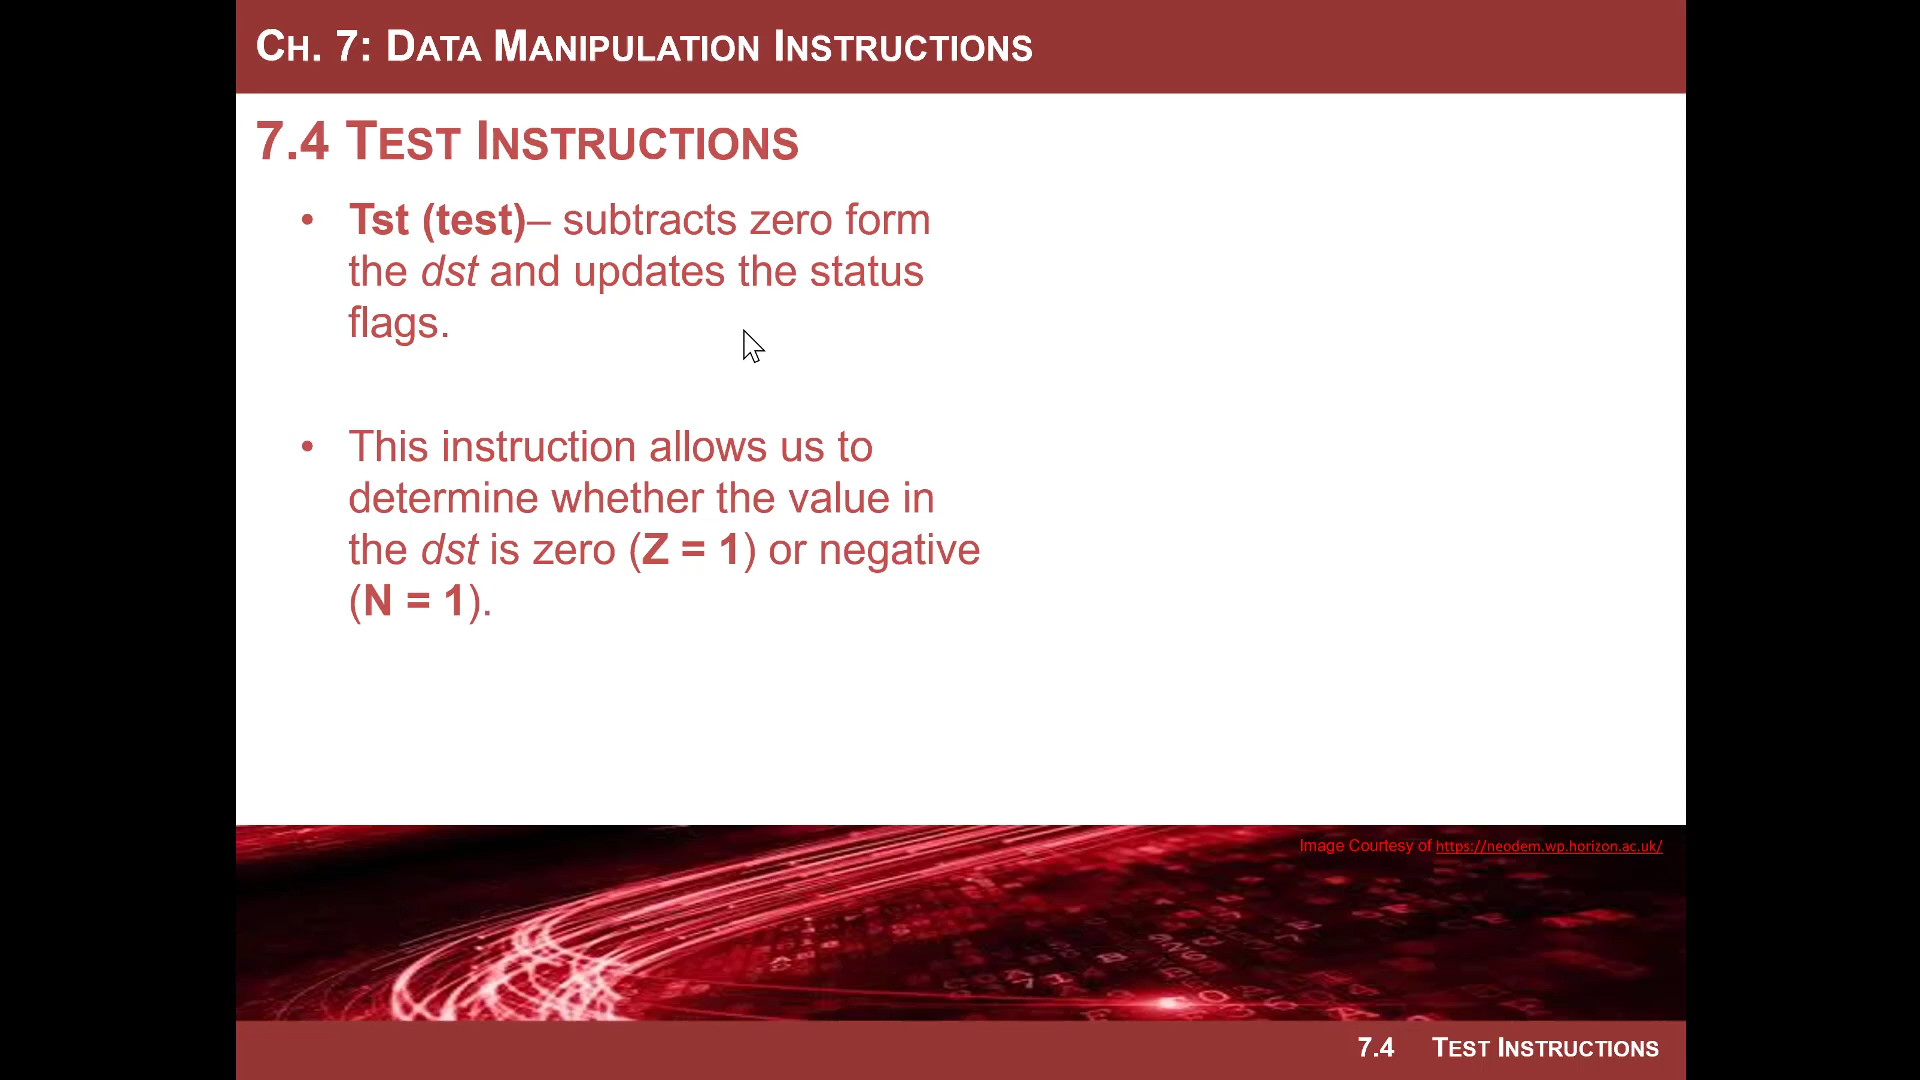 CH. 7: DATA MANIPULATION INSTRUCTIONS
7.4 TEST INSTRUCTIONS
• Tst (test)– subtracts zero form
the dst and updates the status
flags.
• This instruction allows us to
determine whether the value in
the dst is zero (Z = 1) or negative
(N = 1).
Image Courtesy of https://neodem.wp.horizon.ac.uk/
7.4 TEST INSTRUCTIONS